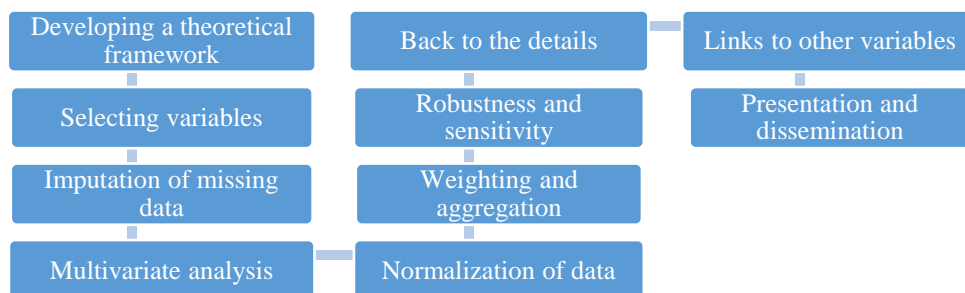 Developing a theoretical
framework
Selecting variables
Imputation of missing
data
Multivariate analysis
Normalization of data
Weighting and
aggregation
Robustness and
sensitivity
Back to the details
Links to other variables
Presentation and
dissemination